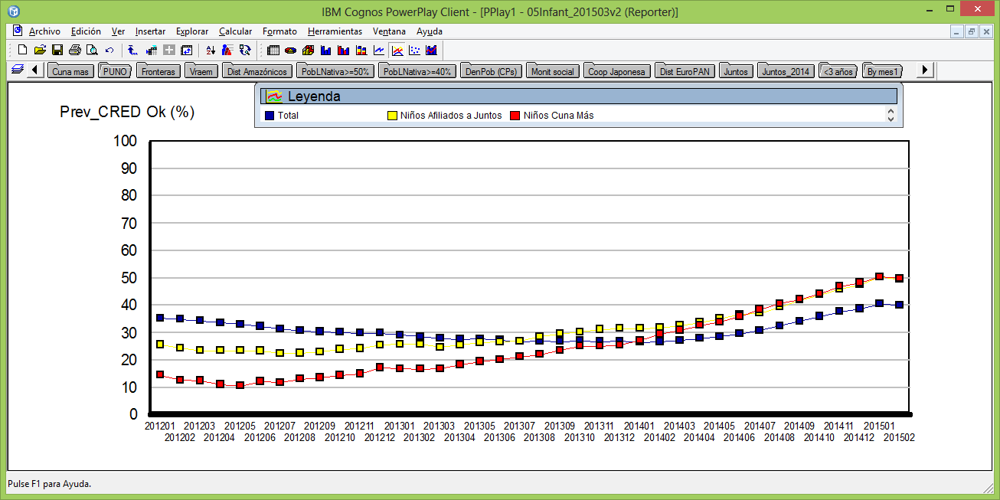 IBM Cognos PowerPlay Client - [PPlay1 - 05Infant_201503v2 (Reporter)]
Archivo Edición Ver Insertar Explorar Calcular Formato Herramientas Ventana Ayuda
Cuna mas PUNO Fronteras Vraem Dist Amazónicos PobLNativa>=50% PobLNativa>=40% DenPob (CPs) Monit social Coop Japonesa Dist EuroPAN Juntos Juntos_2014 <3 años By mes1
Leyenda
Prev_CRED Ok (%)
Total Niños Afiliados a Juntos Niños Cuna Más
100
90
80
70
60
50
40
30
20
10
0
201201 201203 201205 201207 201209 201211 201301 201303 201305 201307 201309 201311 201401 201403 201405 201407 201409 201411 201501
201202 201204 201206 201208 201210 201212 201302 201304 201306 201308 201310 201312 201402 201404 201406 201408 201410 201412 201502
Pulse F1 para Ayuda.